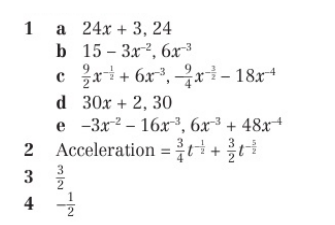 1 a 24x + 3, 24
b 15 – 3x⁻², 6x⁻³
c 9/2 x^(-1/2) + 6x⁻³, –9/4 x^(-3/2) – 18x⁻⁴
d 30x + 2, 30
e –3x⁻² – 16x⁻³, 6x⁻³ + 48x⁻⁴
2 Acceleration = 3/4 t^(-1/2) + 3/2 t^(-5/2)
3 3/2
4 –1/2